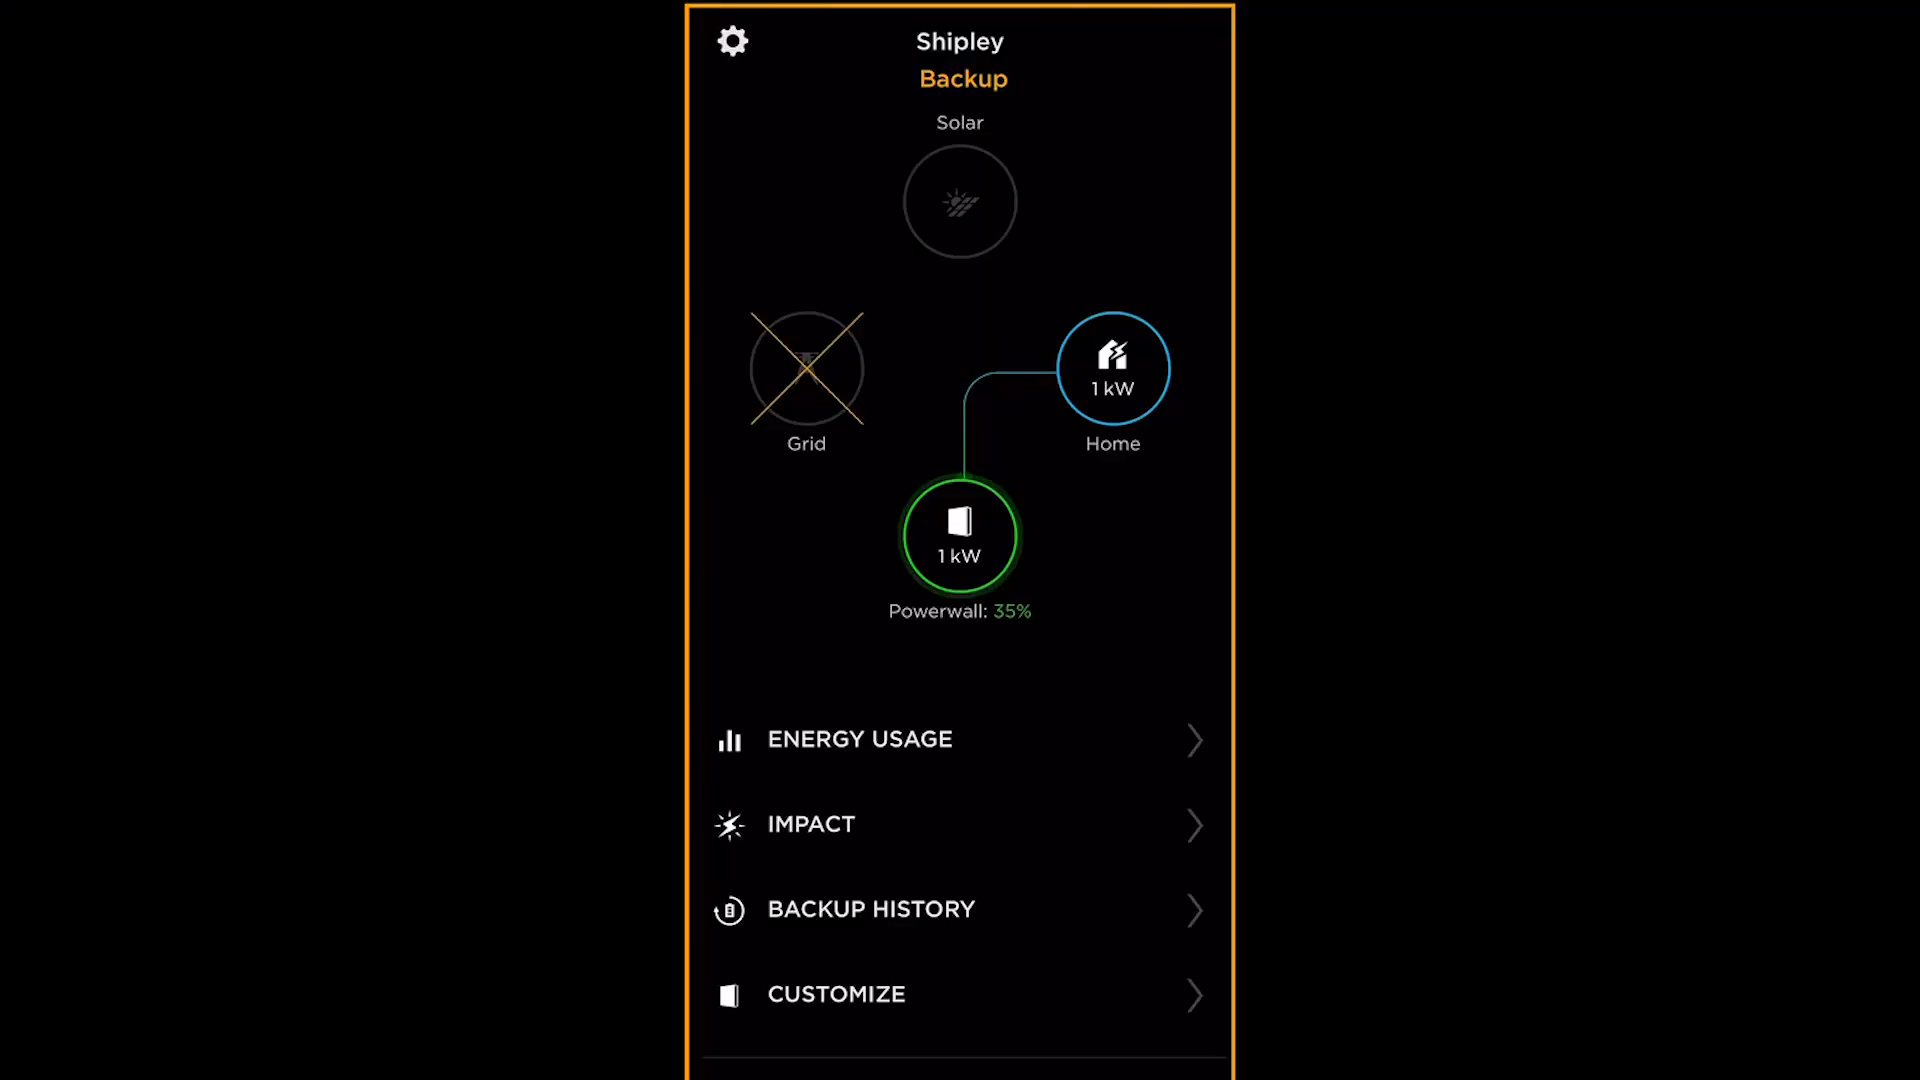 Shipley
Backup
Solar
1 kW
Grid
Home
1 kW
Powerwall: 35%
ENERGY USAGE
IMPACT
BACKUP HISTORY
CUSTOMIZE